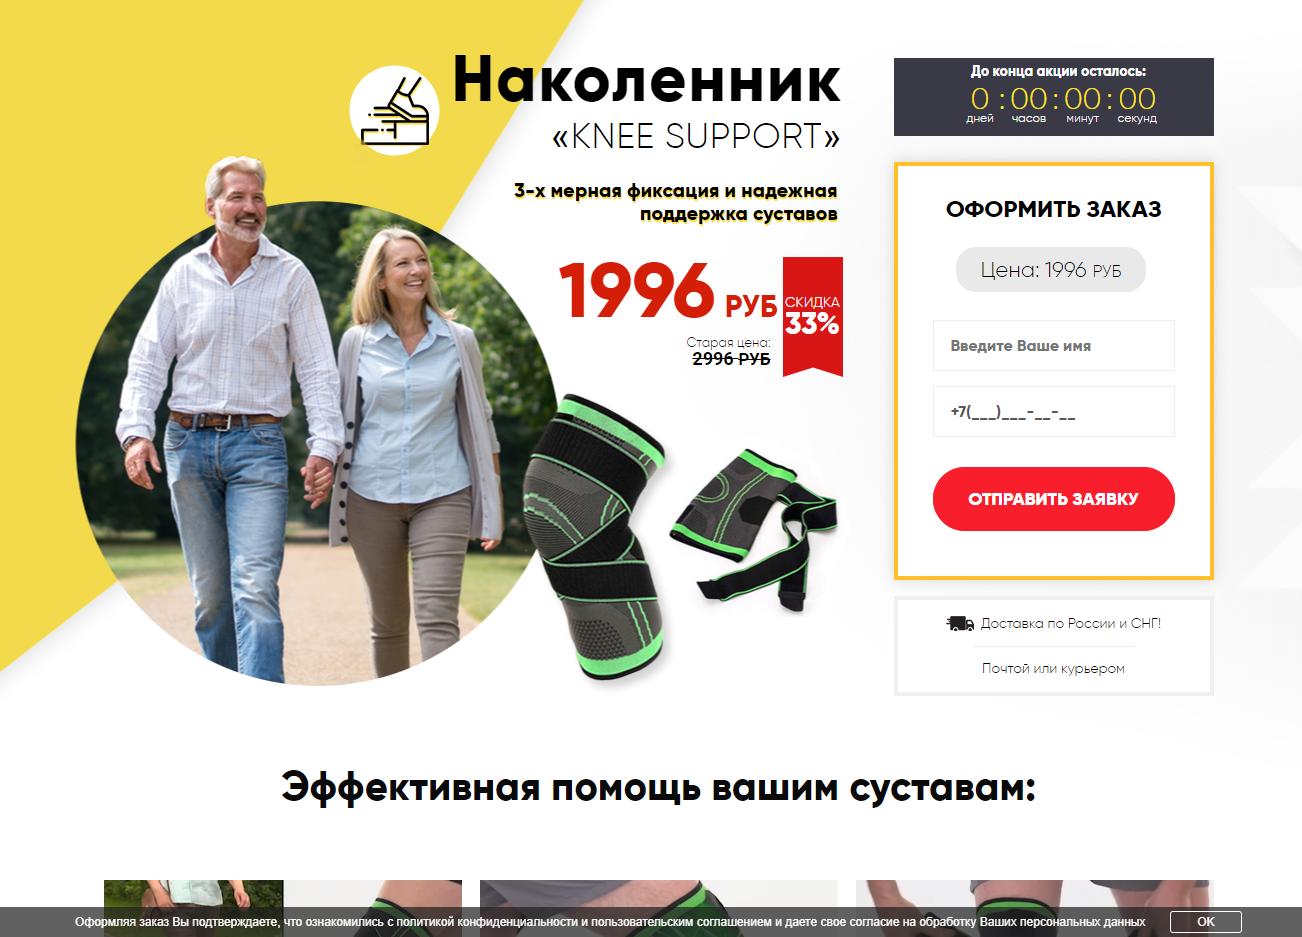 Наколенник
«KNEE SUPPORT»
3-х мерная фиксация и надежная
поддержка суставов
1996 РУБ
СКИДКА
33%
Старая цена:
2996 РУБ
До конца акции осталось:
0 : 00 : 00 : 00
дней часов минут секунд
ОФОРМИТЬ ЗАКАЗ
Цена: 1996 РУБ
Введите Ваше имя
+7(___)___-__-__
ОТПРАВИТЬ ЗАЯВКУ
Доставка по России и СНГ!
Почтой или курьером
Эффективная помощь вашим суставам:
Оформляя заказ Вы подтверждаете, что ознакомились с политикой конфиденциальности и пользовательским соглашением и даете свое согласие на обработку Ваших персональных данных
OK